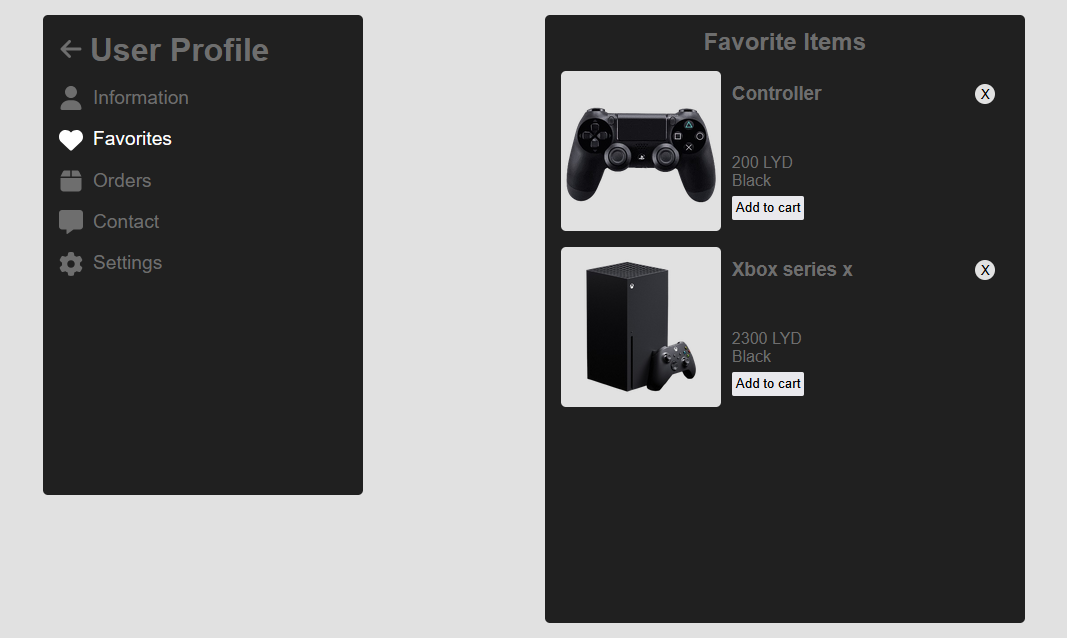 User Profile
Information
Favorites
Orders
Contact
Settings
Favorite Items
Controller
X
200 LYD
Black
Add to cart
Xbox series x
X
2300 LYD
Black
Add to cart